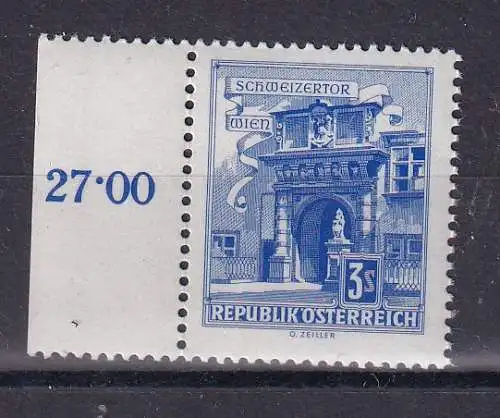 SCHWEIZERTOR
WIEN
27·00
3S
REPUBLIK ÖSTERREICH
O. ZEILLER